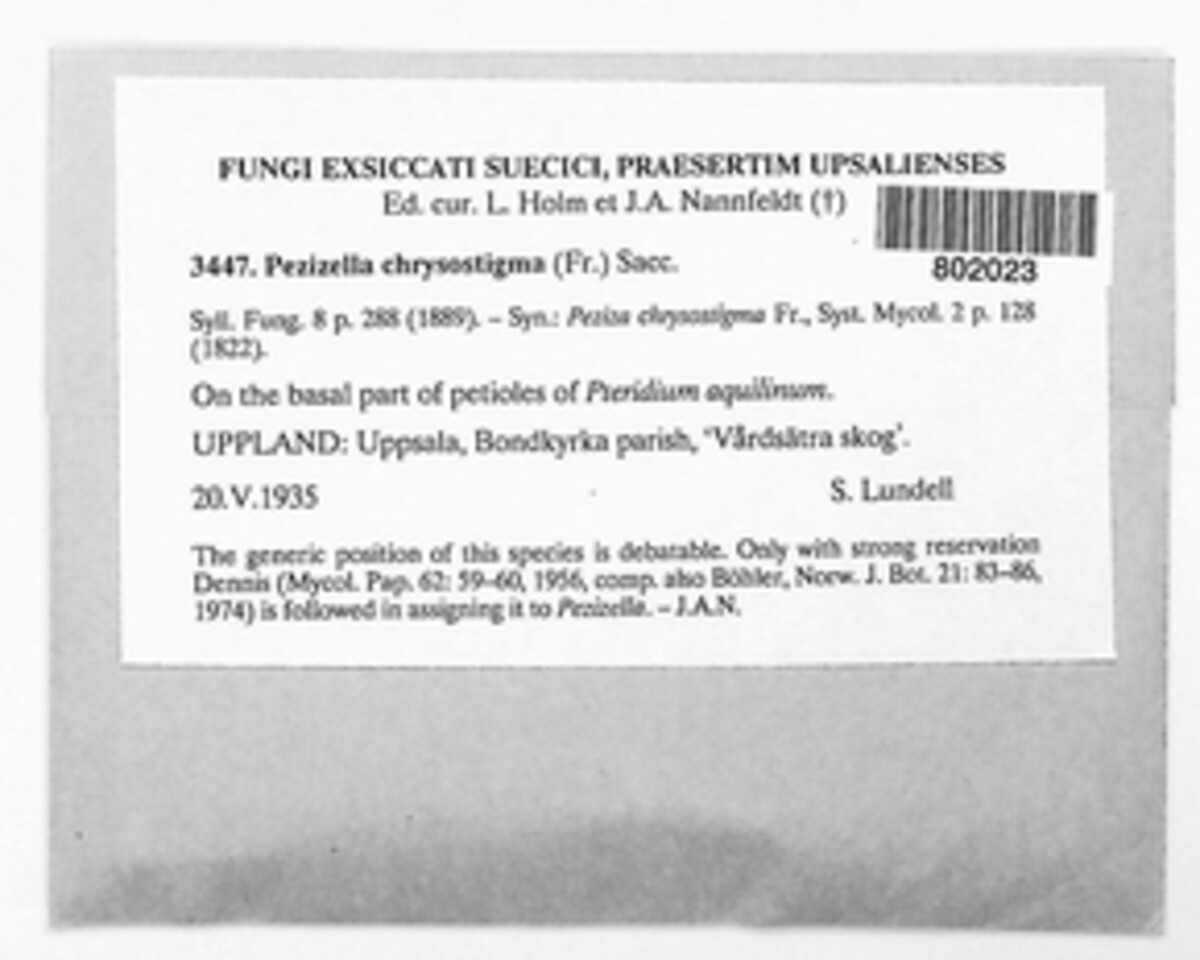 FUNGI EXSICCATI SUECICI, PRAESERTIM UPSALIENSES
Ed. cur. L. Holm et J.A. Nannfeldt (†)
802023
3447. Pezizella chrysostigma (Fr.) Sacc.
Syll. Fung. 8 p. 288 (1889). – Syn.: Peziza chrysostigma Fr., Syst. Mycol. 2 p. 128
(1822).
On the basal part of petioles of Pteridium aquilinum.
UPPLAND: Uppsala, Bondkyrka parish, ‘Vårdsätra skog’.
20.V.1935 S. Lundell
The generic position of this species is debatable. Only with strong reservation
Dennis (Mycol. Pap. 62: 59–60, 1956, comp. also Böhler, Norw. J. Bot. 21: 83–86,
1974) is followed in assigning it to Pezizella. – J.A.N.